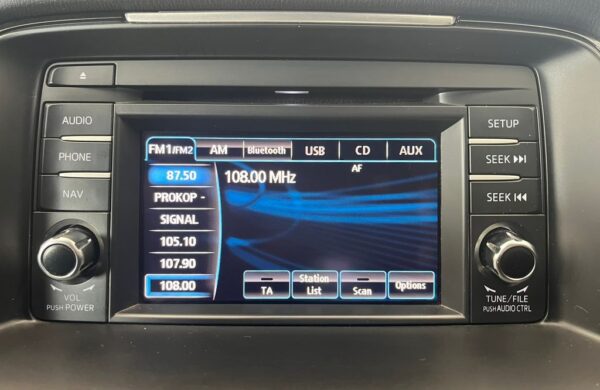 AUDIO
PHONE
NAV
VOL
PUSH POWER
FM1/FM2 AM Bluetooth USB CD AUX
AF
87.50
PROKOP -
SIGNAL
105.10
107.90
108.00
108.00 MHz
TA
Station List
Scan
Options
SETUP
SEEK
SEEK
TUNE/FILE
PUSH AUDIO CTRL